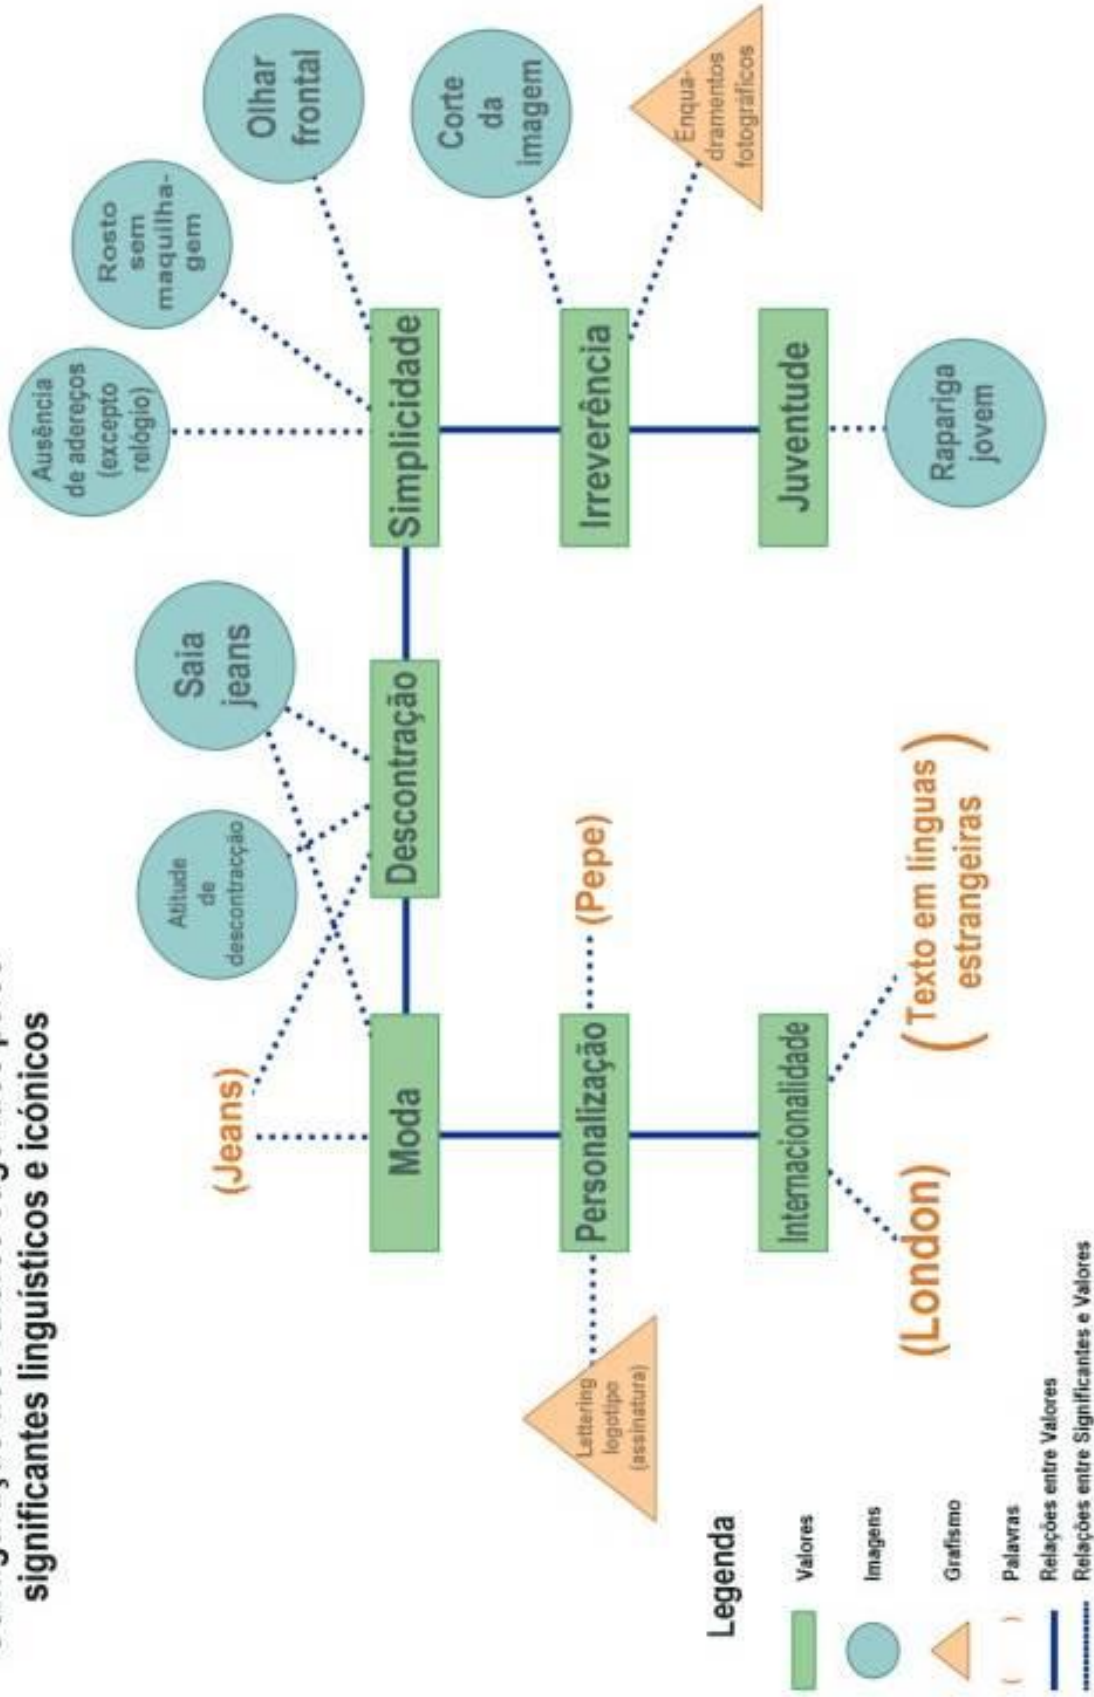 significantes linguísticos e icónicos
Ausência
de adereços
(excepto
relógio)
Rosto
sem
maquilha-
gem
Olhar
frontal
Saia
jeans
Atitude
de
descontracção
(Jeans)
Moda
Descontração
Simplicidade
Corte
da
imagem
Enqua-
dramentos
fotográficos
Lettering
logotipo
(assinatura)
Personalização
(Pepe)
Irreverência
Internacionalidade
Juventude
(London)
(Texto em línguas
estrangeiras)
Rapariga
jovem
Legenda
Valores
Imagens
Grafismo
( ) Palavras
Relações entre Valores
Relações entre Significantes e Valores